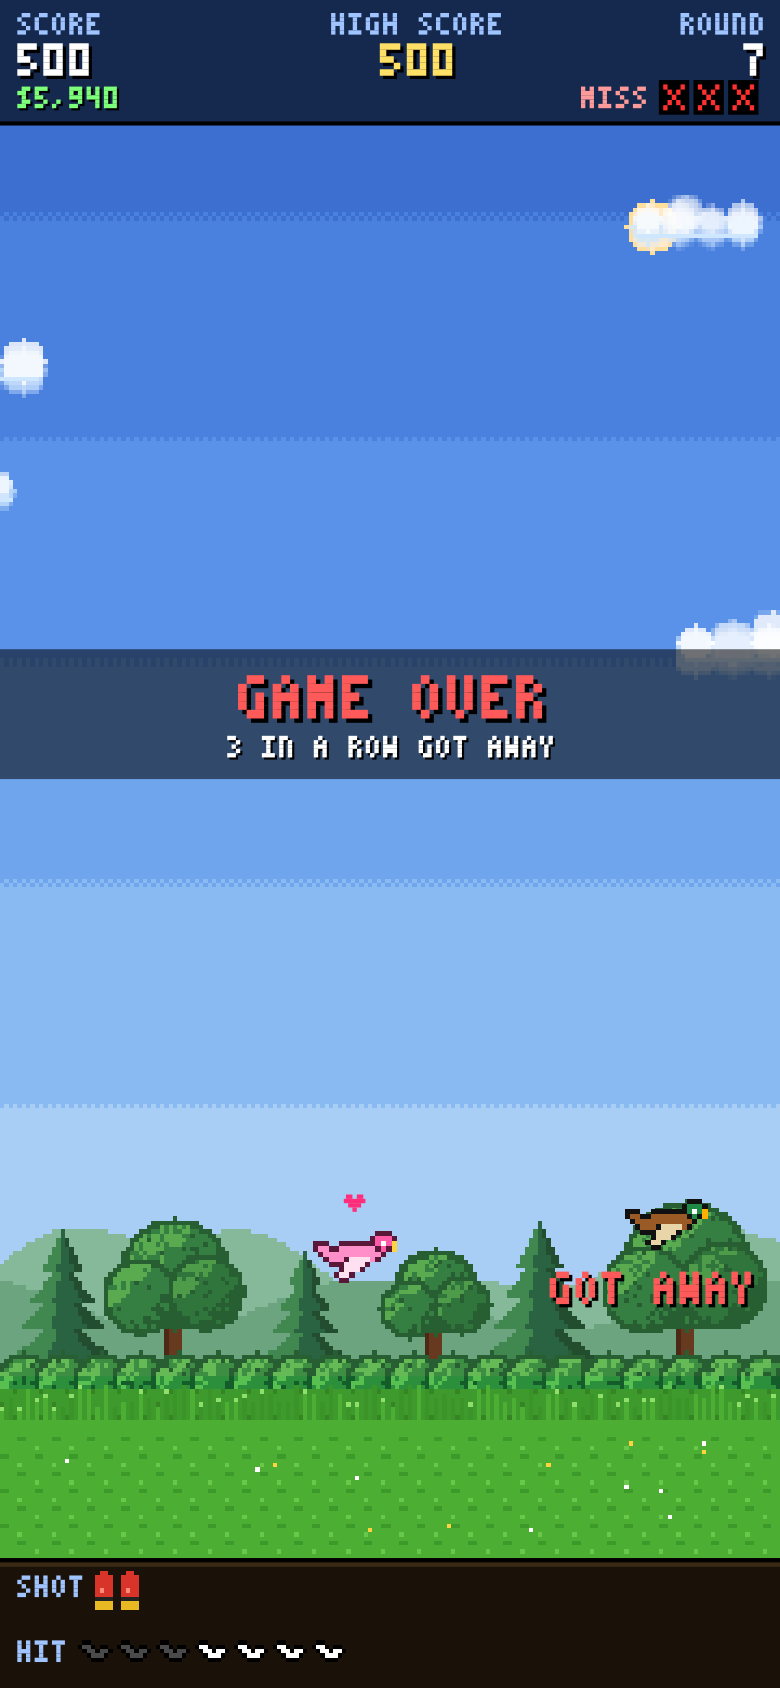 SCORE
HIGH SCORE
ROUND
500
500
7
$5,940
MISS X X X
GAME OVER
3 IN A ROW GOT AWAY
GOT AWAY
SHOT
HIT